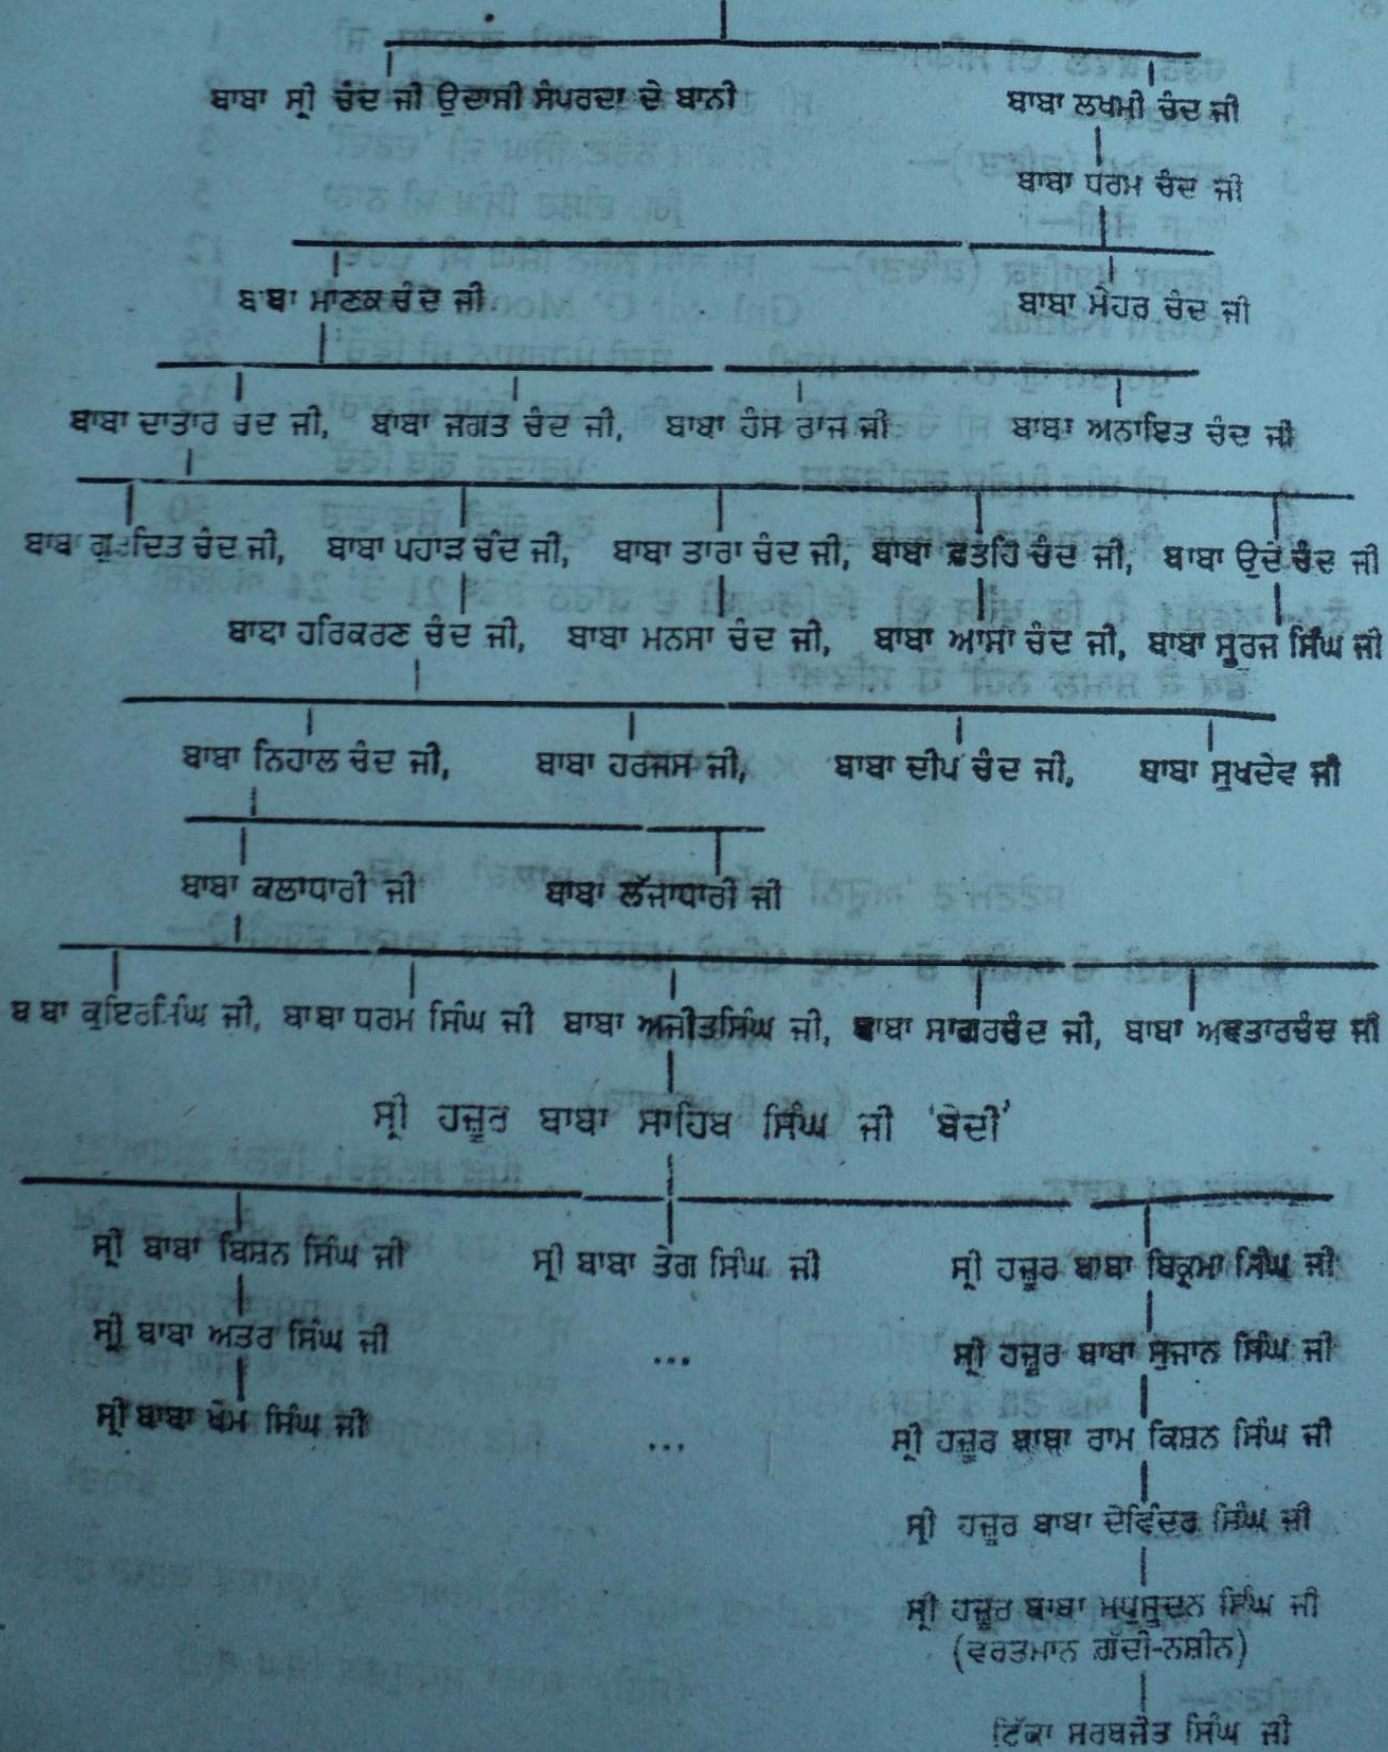 ਬਾਬਾ ਸ੍ਰੀ ਚੰਦ ਜੀ ਉਦਾਸੀ ਸੰਪਰਦਾ ਦੇ ਬਾਨੀ ਬਾਬਾ ਲਖਮੀ ਚੰਦ ਜੀ
ਬਾਬਾ ਧਰਮ ਚੰਦ ਜੀ
ਬਾਬਾ ਮਾਣਕ ਚੰਦ ਜੀ ਬਾਬਾ ਮੇਹਰ ਚੰਦ ਜੀ
ਬਾਬਾ ਦਾਤਾਰ ਚੰਦ ਜੀ, ਬਾਬਾ ਜਗਤ ਚੰਦ ਜੀ, ਬਾਬਾ ਹੰਸ ਰਾਜ ਜੀ ਬਾਬਾ ਅਨਾਇਤ ਚੰਦ ਜੀ
ਬਾਬਾ ਗੁਰਦਿਤ ਚੰਦ ਜੀ, ਬਾਬਾ ਪਹਾੜ ਚੰਦ ਜੀ, ਬਾਬਾ ਤਾਰਾ ਚੰਦ ਜੀ, ਬਾਬਾ ਫਤਹਿ ਚੰਦ ਜੀ, ਬਾਬਾ ਉਦੇ ਚੰਦ ਜੀ
ਬਾਬਾ ਹਰਿਕਰਣ ਚੰਦ ਜੀ, ਬਾਬਾ ਮਨਸਾ ਚੰਦ ਜੀ, ਬਾਬਾ ਆਸਾ ਚੰਦ ਜੀ, ਬਾਬਾ ਸੂਰਜ ਸਿੰਘ ਜੀ
ਬਾਬਾ ਨਿਹਾਲ ਚੰਦ ਜੀ, ਬਾਬਾ ਹਰਜਸ ਜੀ, ਬਾਬਾ ਦੀਪ ਚੰਦ ਜੀ, ਬਾਬਾ ਸੁਖਦੇਵ ਜੀ
ਬਾਬਾ ਕਲਾਧਾਰੀ ਜੀ ਬਾਬਾ ਲੱਜਾਧਾਰੀ ਜੀ
ਬਾਬਾ ਕੁਇਰਸਿੰਘ ਜੀ, ਬਾਬਾ ਧਰਮ ਸਿੰਘ ਜੀ ਬਾਬਾ ਅਜੀਤਸਿੰਘ ਜੀ, ਬਾਬਾ ਸਾਗਰਚੰਦ ਜੀ, ਬਾਬਾ ਅਵਤਾਰਚੰਦ ਜੀ
ਸ੍ਰੀ ਹਜ਼ੂਰ ਬਾਬਾ ਸਾਹਿਬ ਸਿੰਘ ਜੀ 'ਬੇਦੀ'
ਸ੍ਰੀ ਬਾਬਾ ਬਿਸ਼ਨ ਸਿੰਘ ਜੀ ਸ੍ਰੀ ਬਾਬਾ ਤੇਗ ਸਿੰਘ ਜੀ ਸ੍ਰੀ ਹਜ਼ੂਰ ਬਾਬਾ ਬਿਕ੍ਰਮਾ ਸਿੰਘ ਜੀ
ਸ੍ਰੀ ਬਾਬਾ ਅਤਰ ਸਿੰਘ ਜੀ ... ਸ੍ਰੀ ਹਜ਼ੂਰ ਬਾਬਾ ਸੁਜਾਨ ਸਿੰਘ ਜੀ
ਸ੍ਰੀ ਬਾਬਾ ਖੇਮ ਸਿੰਘ ਜੀ ... ਸ੍ਰੀ ਹਜ਼ੂਰ ਬਾਬਾ ਰਾਮ ਕਿਸ਼ਨ ਸਿੰਘ ਜੀ
ਸ੍ਰੀ ਹਜ਼ੂਰ ਬਾਬਾ ਦੇਵਿੰਦਰ ਸਿੰਘ ਜੀ
ਸ੍ਰੀ ਹਜ਼ੂਰ ਬਾਬਾ ਮਧੁਸੂਦਨ ਸਿੰਘ ਜੀ
(ਵਰਤਮਾਨ ਗੱਦੀ-ਨਸ਼ੀਨ)
ਟਿੱਕਾ ਸਰਬਜੋਤ ਸਿੰਘ ਜੀ